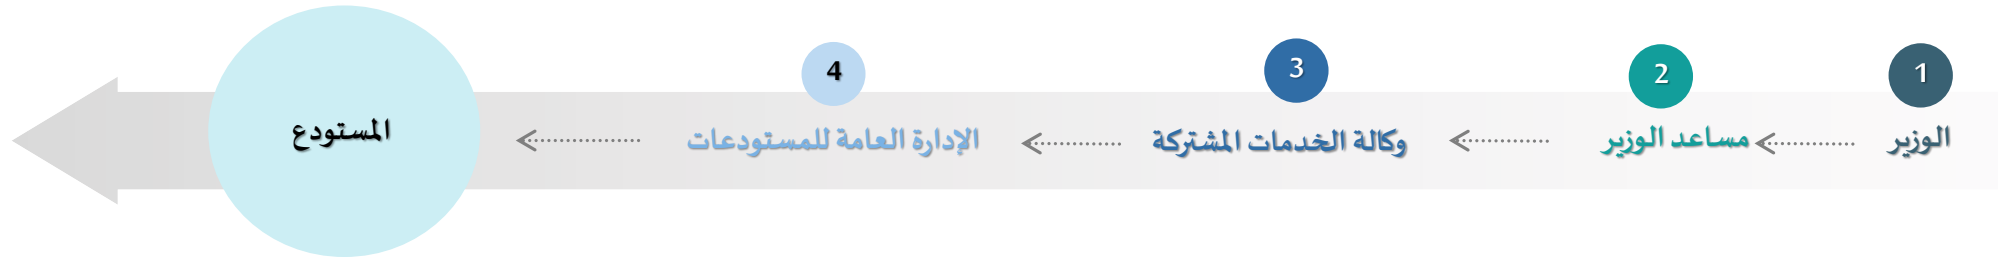 1
الوزير
2
مساعد الوزير
3
وكالة الخدمات المشتركة
4
الإدارة العامة للمستودعات
المستودع